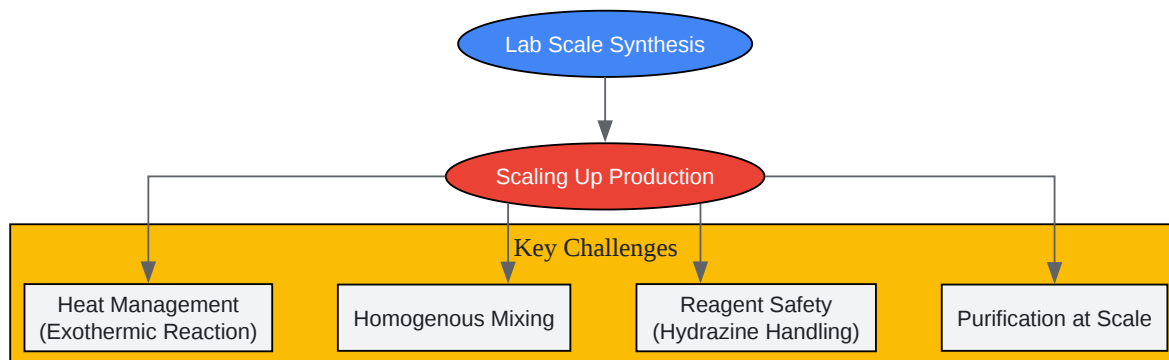 Lab Scale Synthesis
Scaling Up Production
Key Challenges
Heat Management
(Exothermic Reaction)
Homogenous Mixing
Reagent Safety
(Hydrazine Handling)
Purification at Scale